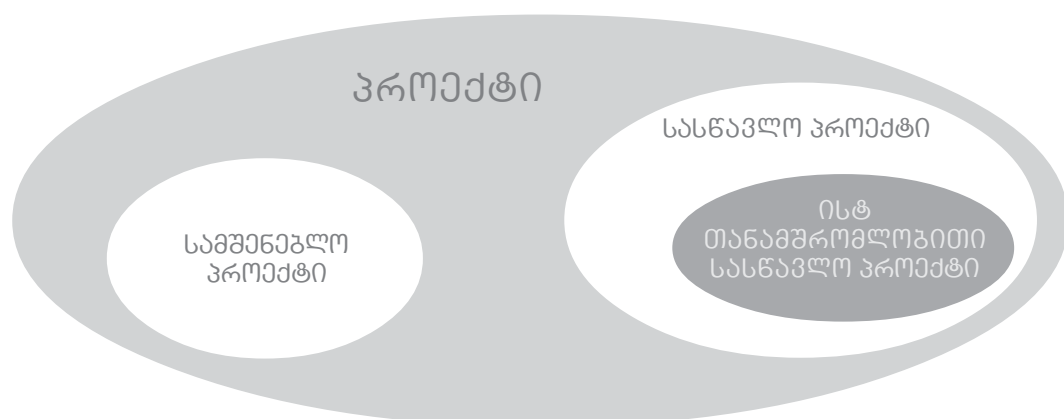 პროექტი
სასწავლო პროექტი
სამშენებლო
პროექტი
ისტ
თანამშრომლობითი
სასწავლო პროექტი